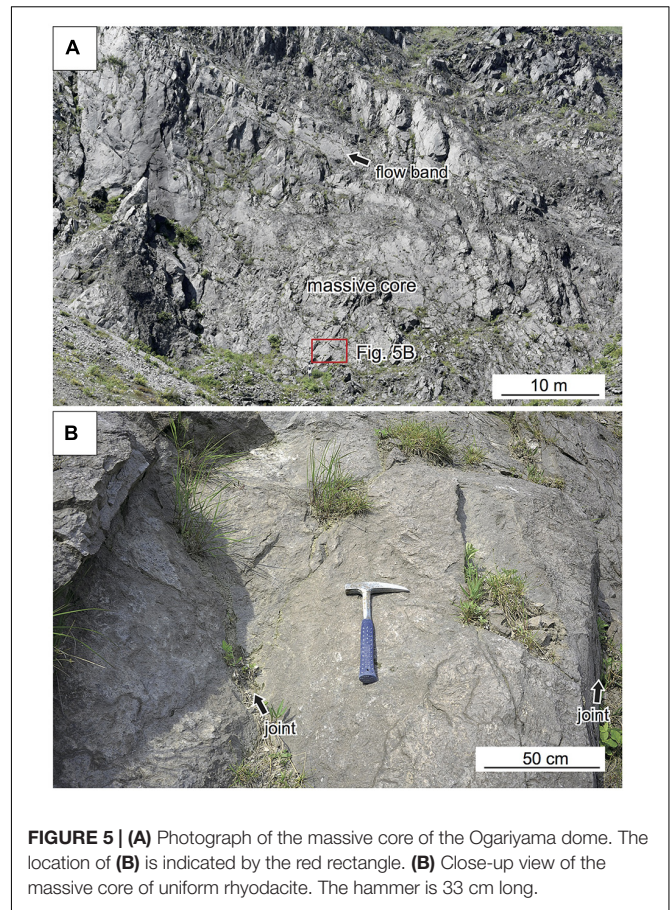 A
flow band
massive core
Fig. 5B
10 m
B
joint
joint
50 cm
FIGURE 5 | (A) Photograph of the massive core of the Ogariyama dome. The
location of (B) is indicated by the red rectangle. (B) Close-up view of the
massive core of uniform rhyodacite. The hammer is 33 cm long.